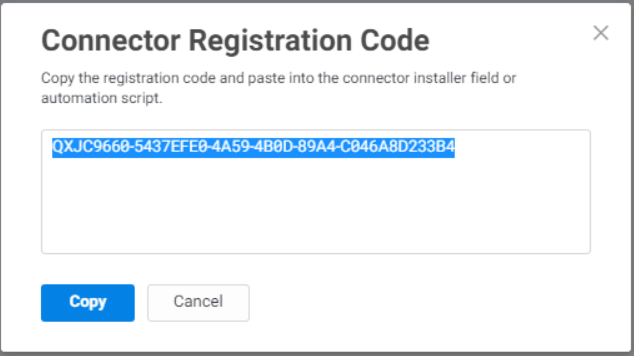 Connector Registration Code
Copy the registration code and paste into the connector installer field or
automation script.
QXJC9660-5437EFE0-4A59-4B0D-89A4-C046A8D233B4
Copy
Cancel